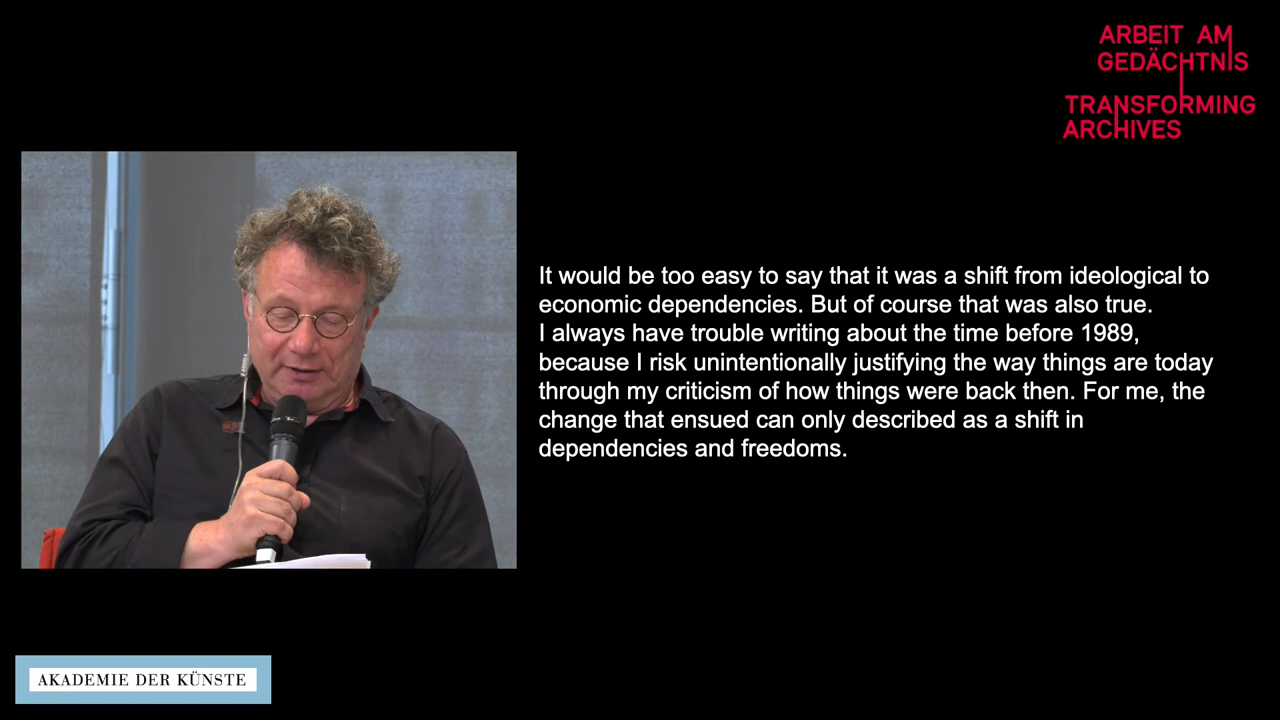 ARBEIT AM
GEDÄCHTNIS
TRANSFORMING
ARCHIVES
It would be too easy to say that it was a shift from ideological to
economic dependencies. But of course that was also true.
I always have trouble writing about the time before 1989,
because I risk unintentionally justifying the way things are today
through my criticism of how things were back then. For me, the
change that ensued can only described as a shift in
dependencies and freedoms.
AKADEMIE DER KÜNSTE